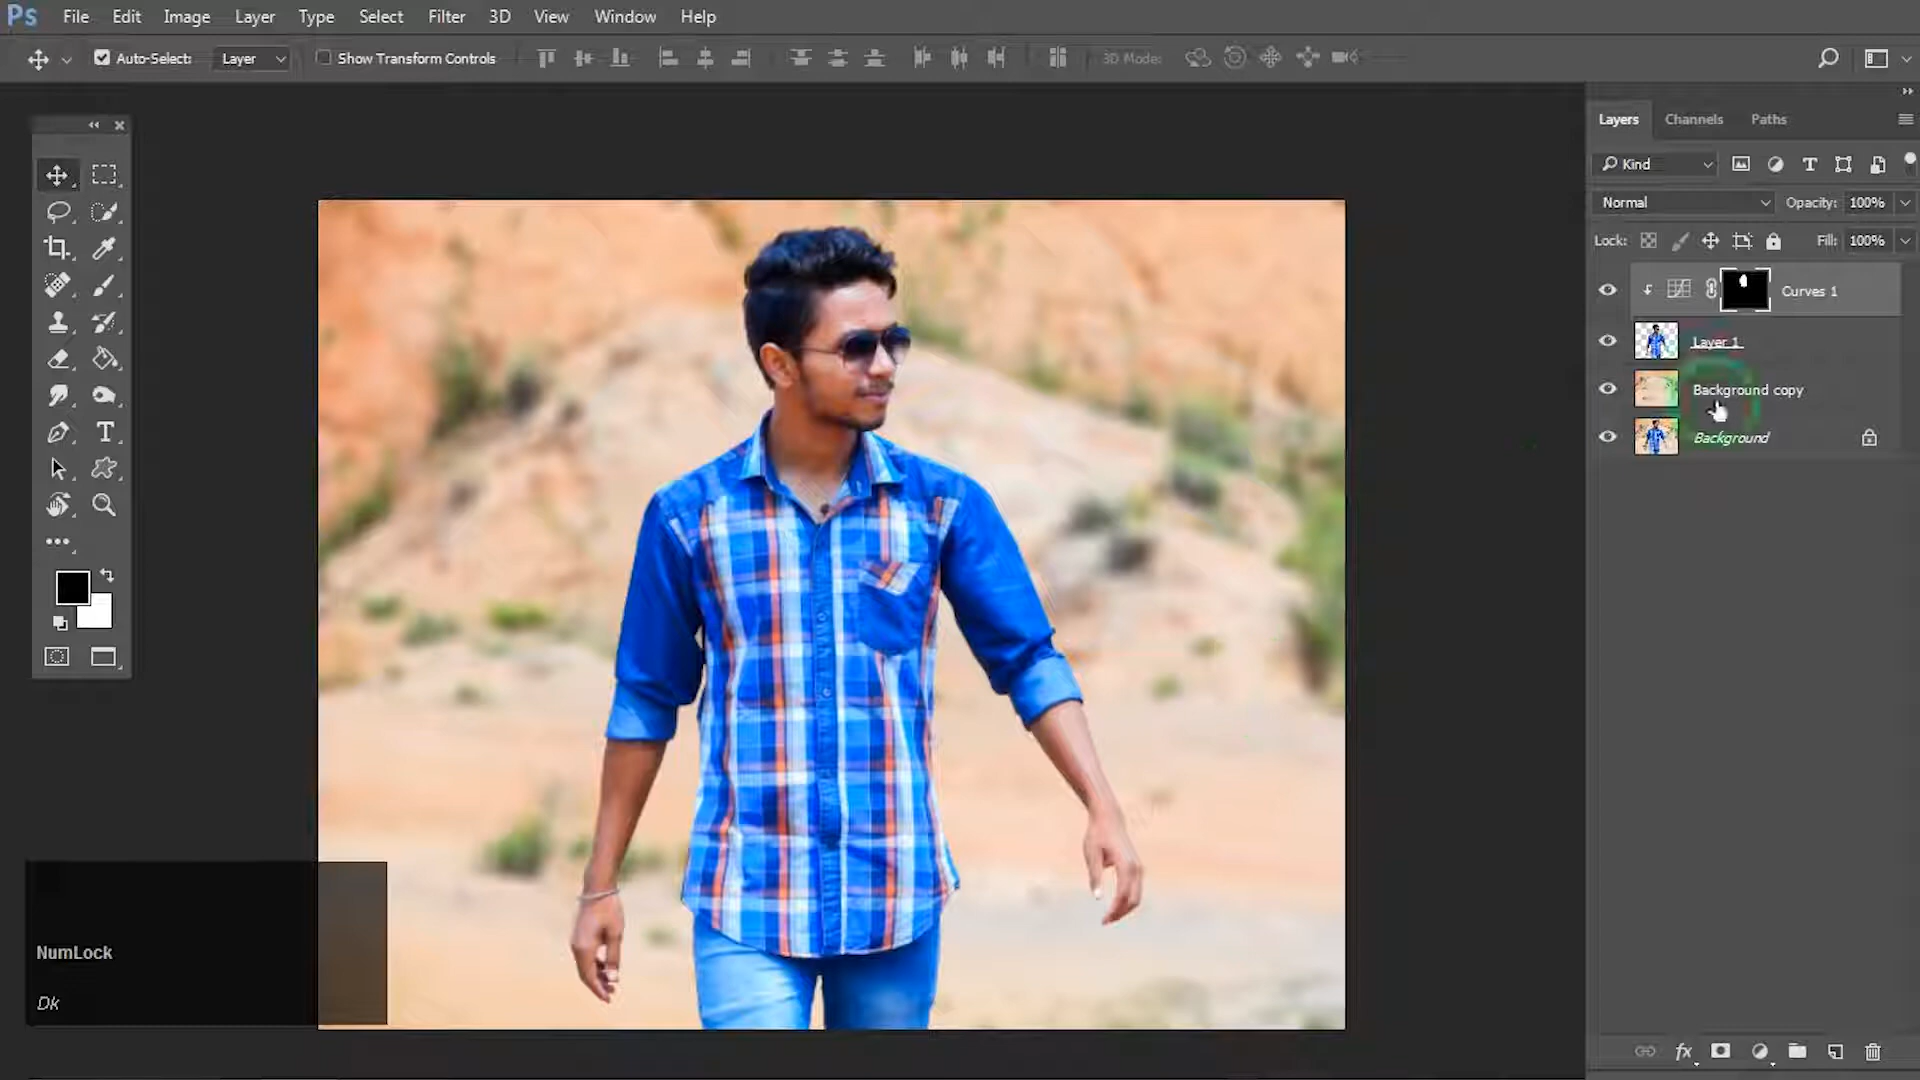 Ps File Edit Image Layer Type Select Filter 3D View Window Help
Auto-Select: Layer Show Transform Controls 3D Mode:
Layers Channels Paths
Kind
Normal Opacity: 100%
Lock: Fill: 100%
Curves 1
Layer 1
Background copy
Background
NumLock
Dk
fx